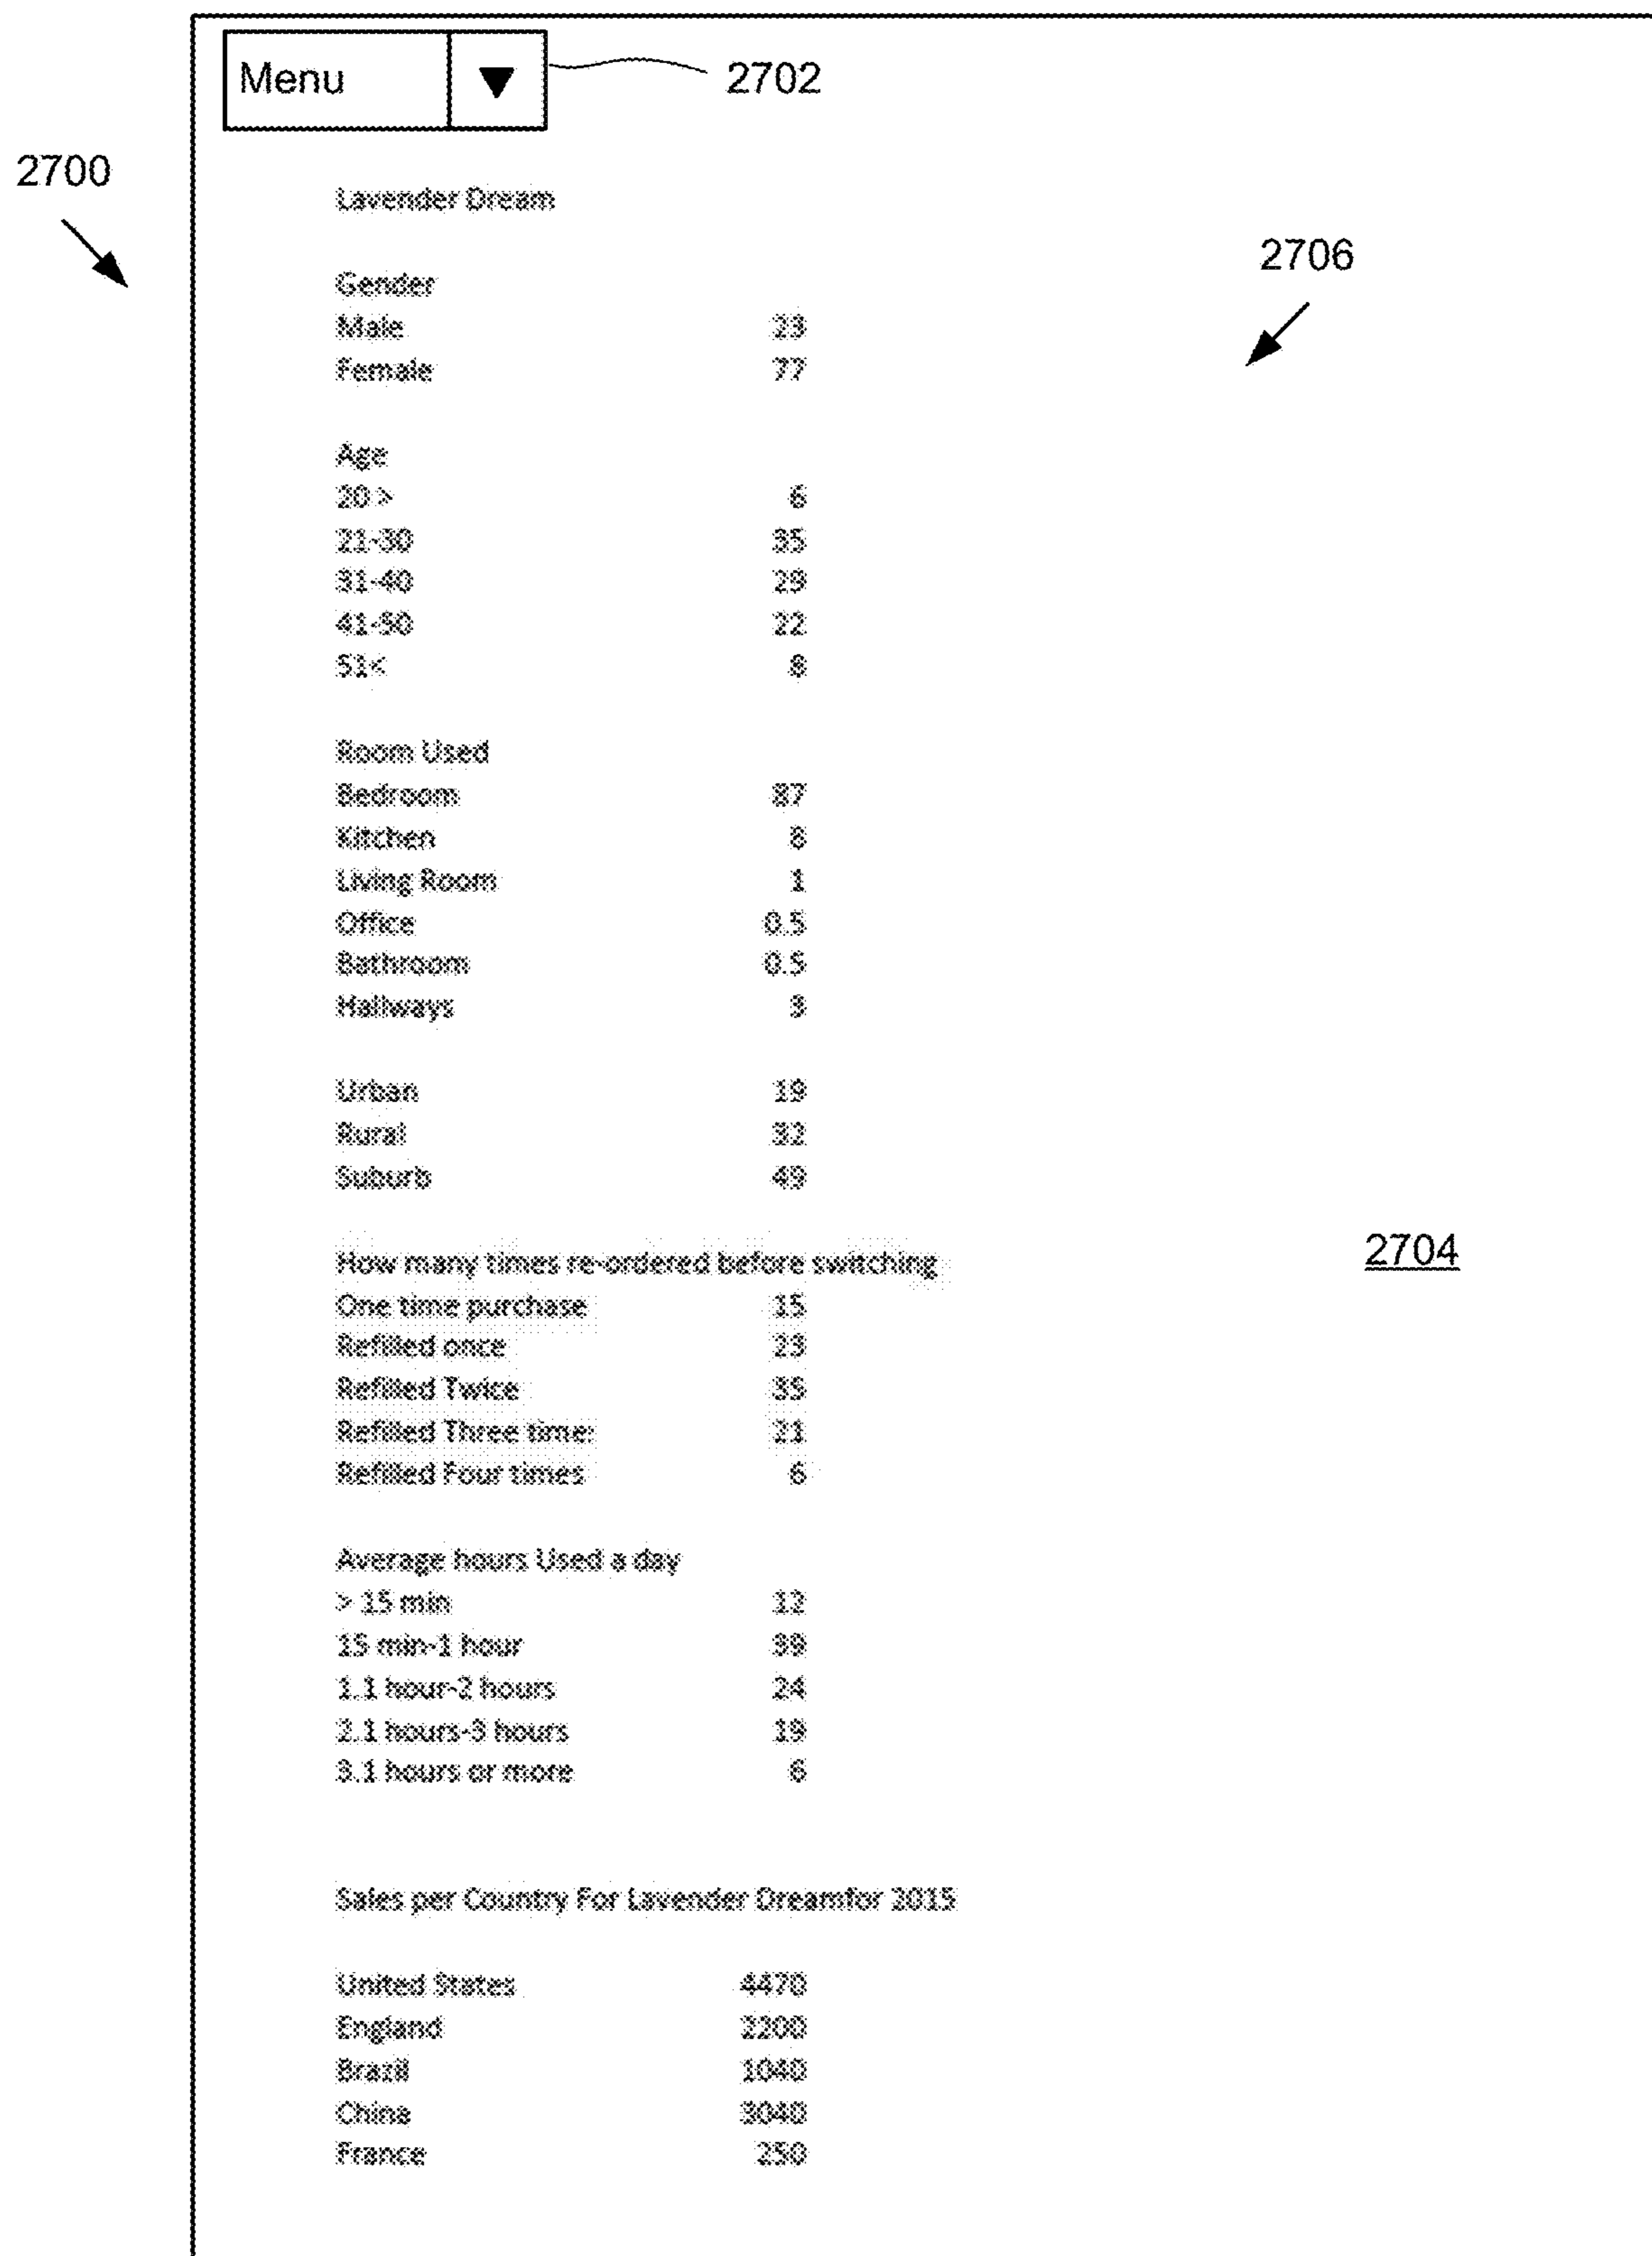 Menu ▼ 2702
2700
Lavender Dream
2706
Gender
Male 23
Female 77
Age
20 > 6
21-30 35
31-40 29
41-50 22
51< 8
Room Used
Bedroom 87
Kitchen 8
Living Room 1
Office 0.5
Bathroom 0.5
Hallways 3
Urban 19
Rural 32
Suburb 49
2704
How many times re-ordered before switching
One time purchase 15
Refilled once 23
Refilled Twice 35
Refilled Three time: 21
Refilled Four times 6
Average hours Used a day
> 15 min 12
15 min-1 hour 39
1.1 hour-2 hours 24
2.1 hours-3 hours 19
3.1 hours or more 6
Sales per Country For Lavender Dreamfor 2015
United States 4470
England 2200
Brazil 1040
China 3040
France 250